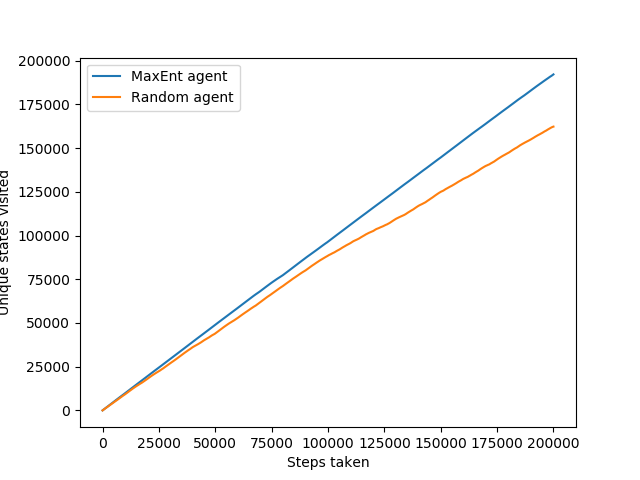 200000
175000
150000
125000
100000
75000
50000
25000
0
Unique states visited
MaxEnt agent
Random agent
0 25000 50000 75000 100000 125000 150000 175000 200000
Steps taken